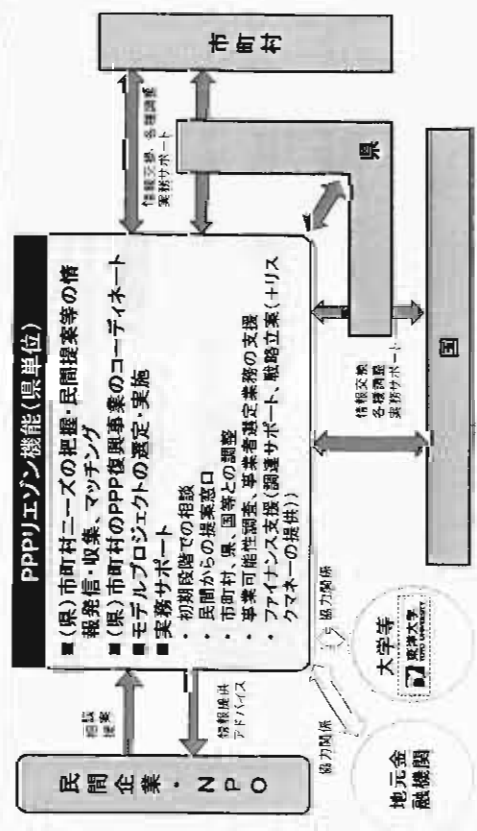 PPPリエゾン機能(県単位)
■(県)市町村ニーズの把握・民間提案等の情
報発信・収集、マッチング
■(県)市町村のPPP復興事業のコーディネート
■モデルプロジェクトの選定・実施
■実務サポート
・ 初期段階での相談
・ 民間からの提案窓口
・ 市町村、県、国等との調整
・ 事業可能性調査、事業者選定業務の支援
・ ファイナンス支援(調達サポート、戦略立案(+リス
クマネーの提供))
民間企業・NPO
相談
提案
情報提供
アドバイス
情報交換、各種調整
実務サポート
市町村
県
情報交換
各種調整
実務サポート
国
協力関係
大学等
東洋大学
TOYO UNIVERSITY
協力関係
地元金
融機関